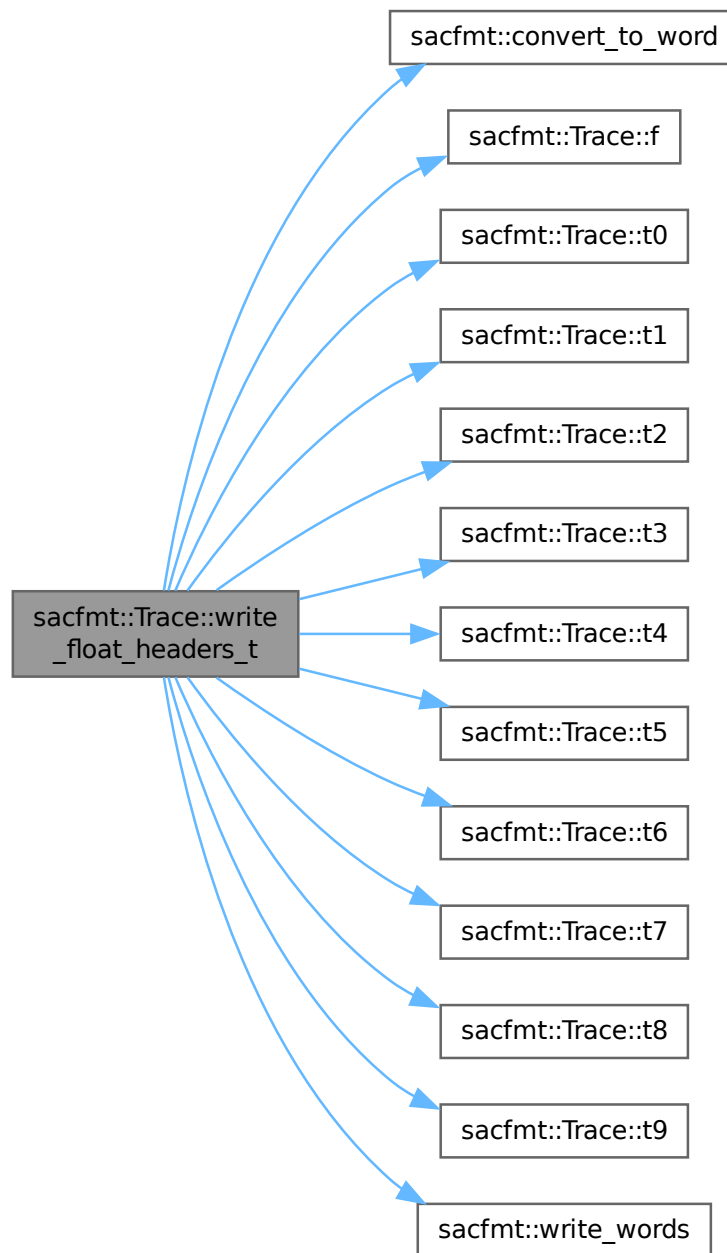 sacfmt::convert_to_word
sacfmt::Trace::f
sacfmt::Trace::t0
sacfmt::Trace::t1
sacfmt::Trace::t2
sacfmt::Trace::t3
sacfmt::Trace::write
_float_headers_t
sacfmt::Trace::t4
sacfmt::Trace::t5
sacfmt::Trace::t6
sacfmt::Trace::t7
sacfmt::Trace::t8
sacfmt::Trace::t9
sacfmt::write_words